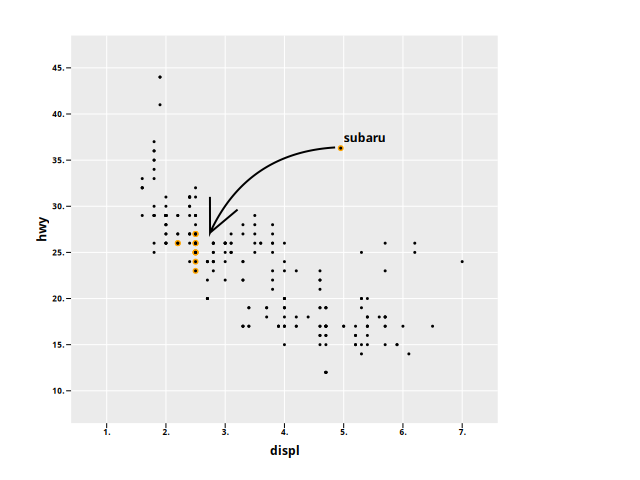 45.
40.
subaru
35.
30.
hwy
25.
20.
15.
10.
1. 2. 3. 4. 5. 6. 7.
displ